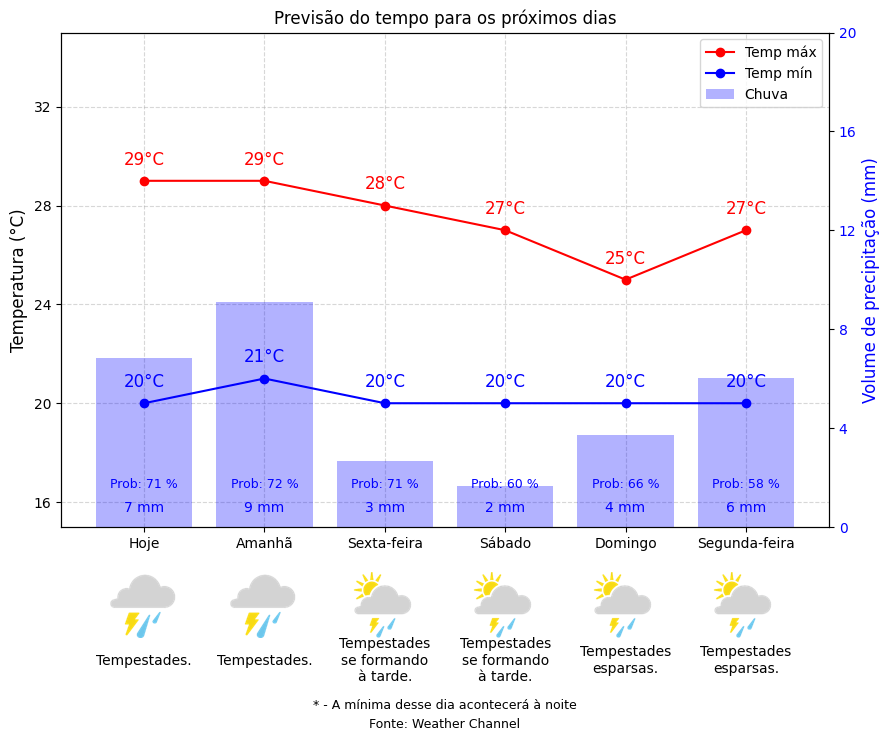 Previsão do tempo para os próximos dias
Temp máx
Temp mín
Chuva
Temperatura (°C)
32
28
24
20
16
Volume de precipitação (mm)
20
16
12
8
4
0
29°C
29°C
28°C
27°C
25°C
27°C
20°C
21°C
20°C
20°C
20°C
20°C
Prob: 71 %
Prob: 72 %
Prob: 71 %
Prob: 60 %
Prob: 66 %
Prob: 58 %
7 mm
9 mm
3 mm
2 mm
4 mm
6 mm
Hoje
Amanhã
Sexta-feira
Sábado
Domingo
Segunda-feira
Tempestades.
Tempestades.
Tempestades
se formando
à tarde.
Tempestades
se formando
à tarde.
Tempestades
esparsas.
Tempestades
esparsas.
* - A mínima desse dia acontecerá à noite
Fonte: Weather Channel